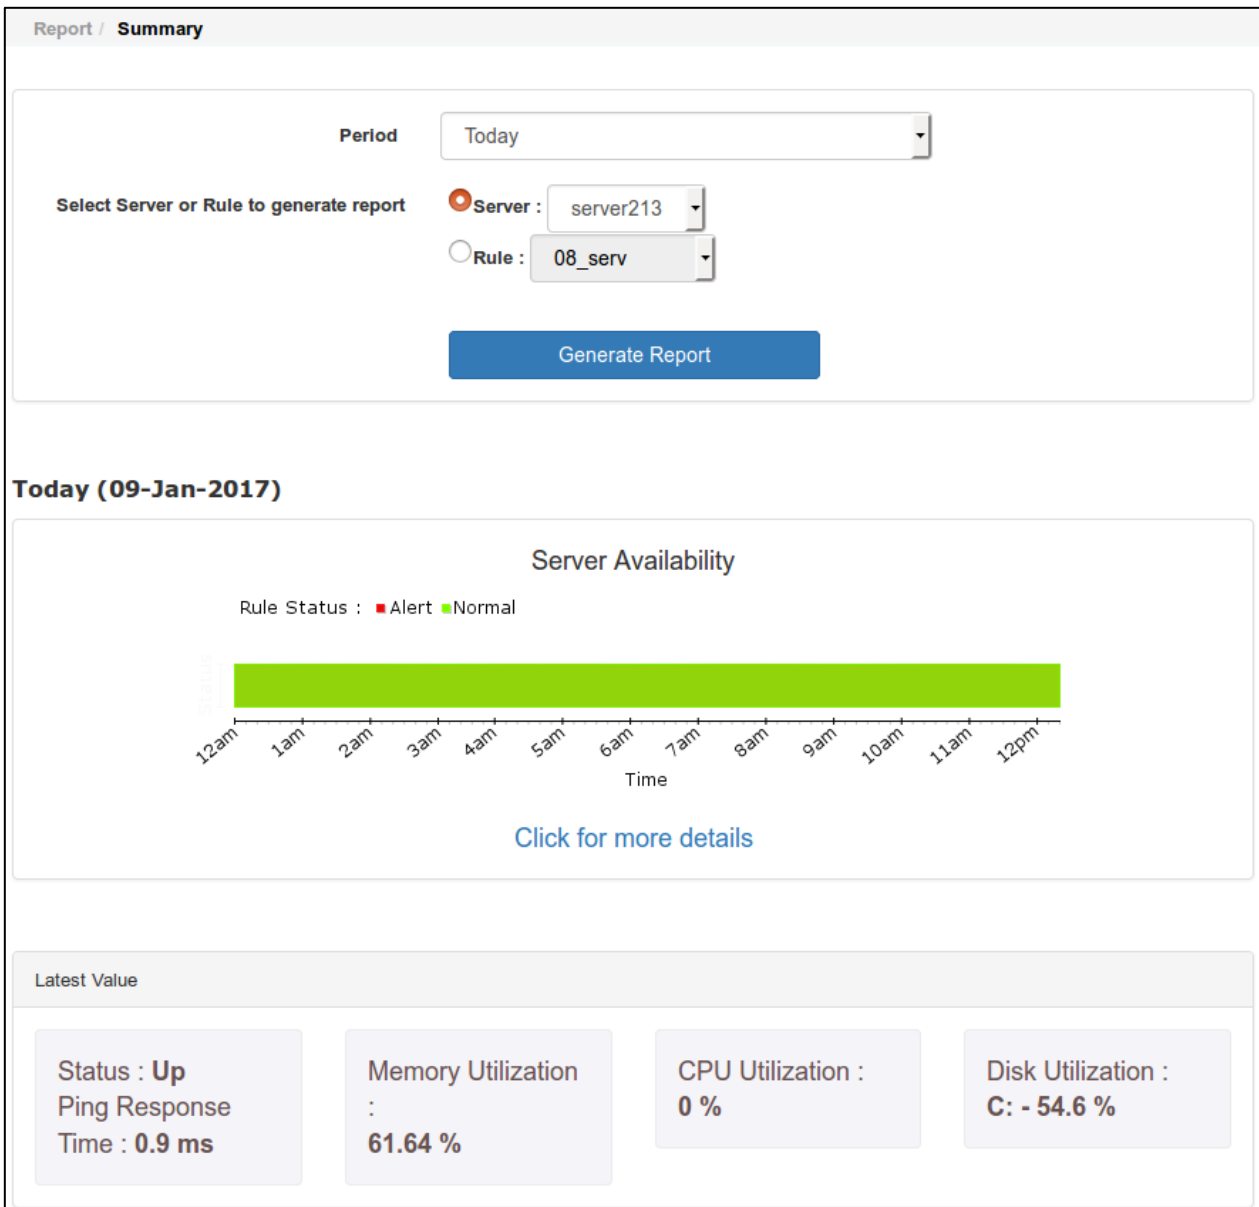 Report / Summary
Period
Today
Select Server or Rule to generate report
Server :
server213
Rule :
08_serv
Generate Report
Today (09-Jan-2017)
Server Availability
Rule Status : Alert Normal
Status
12am 1am 2am 3am 4am 5am 6am 7am 8am 9am 10am 11am 12pm
Time
Click for more details
Latest Value
Status : Up
Ping Response
Time : 0.9 ms
Memory Utilization
:
61.64 %
CPU Utilization :
0 %
Disk Utilization :
C: - 54.6 %